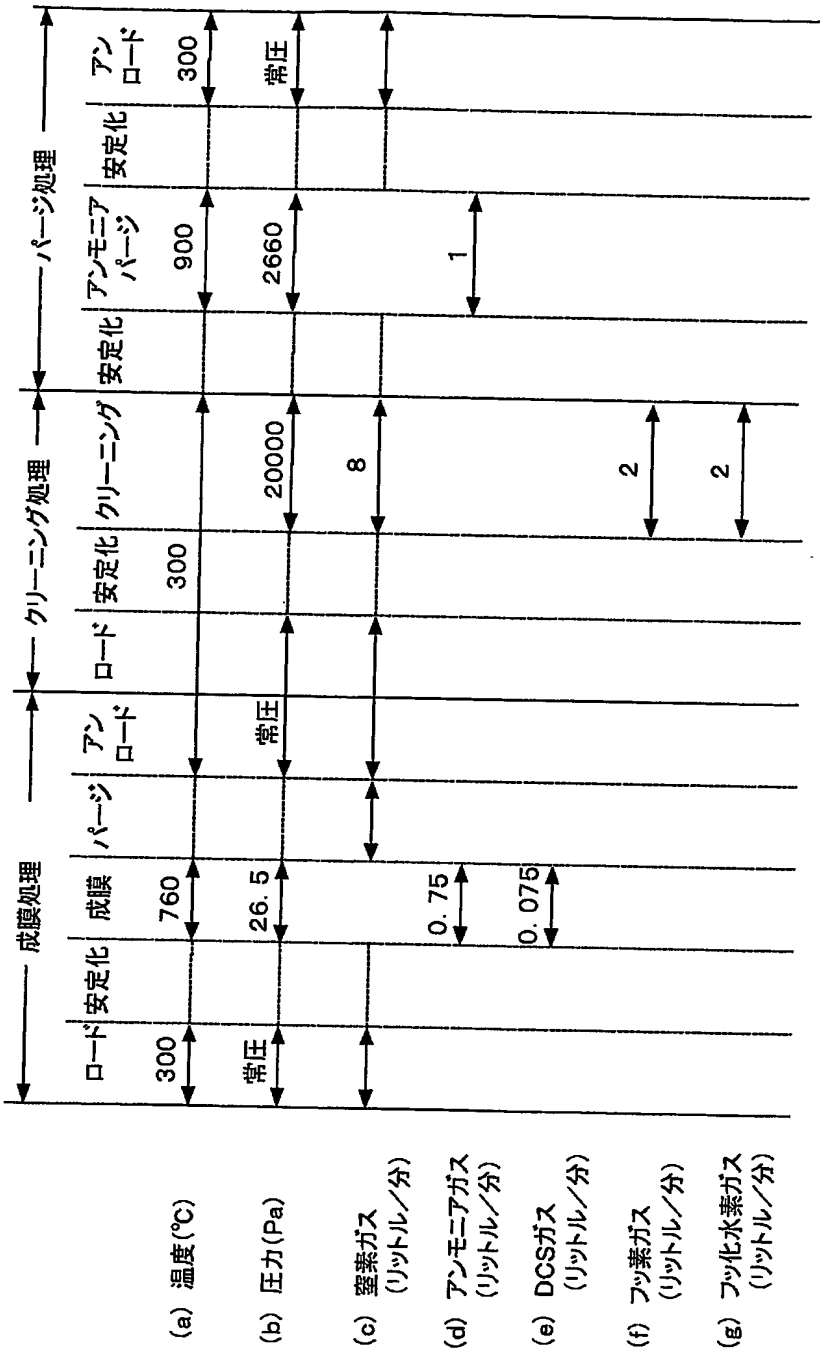 成膜処理
クリーニング処理
パージ処理
ロード
安定化
成膜
パージ
アン
ロード
ロード
安定化
クリーニング
安定化
アンモニア
パージ
安定化
アン
ロード
(a) 温度(℃)
300
760
300
900
300
(b) 圧力(Pa)
常圧
26. 5
常圧
20000
2660
常圧
(c) 窒素ガス
(リットル/分)
8
(d) アンモニアガス
(リットル/分)
0. 75
1
(e) DCSガス
(リットル/分)
0. 075
(f) フッ素ガス
(リットル/分)
2
(g) フッ化水素ガス
(リットル/分)
2